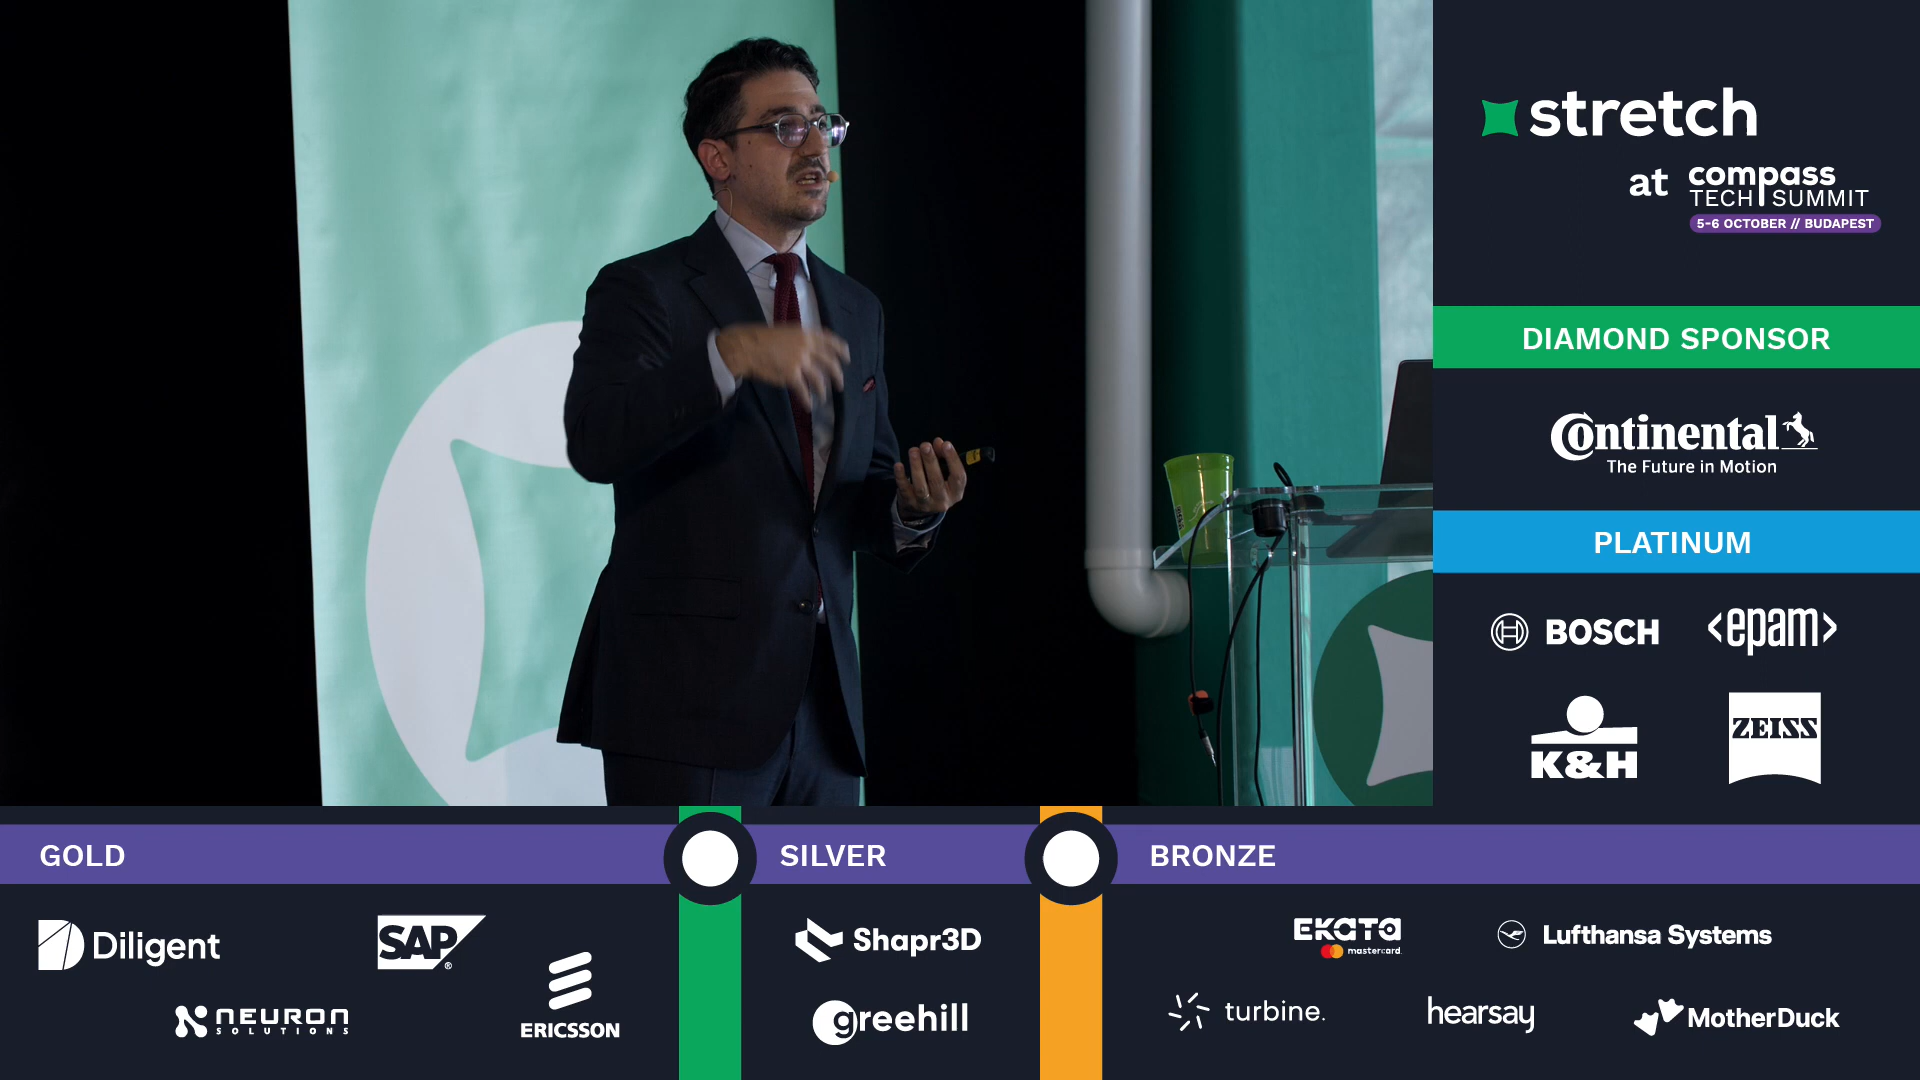 stretch
at compass
TECH SUMMIT
5-6 OCTOBER // BUDAPEST
DIAMOND SPONSOR
Continental
The Future in Motion
PLATINUM
BOSCH
<epam>
K&H
ZEISS
GOLD
SILVER
BRONZE
Diligent
SAP®
NEURON
SOLUTIONS
ERICSSON
Shapr3D
greehill
EKATA
mastercard.
Lufthansa Systems
turbine.
hearsay
MotherDuck